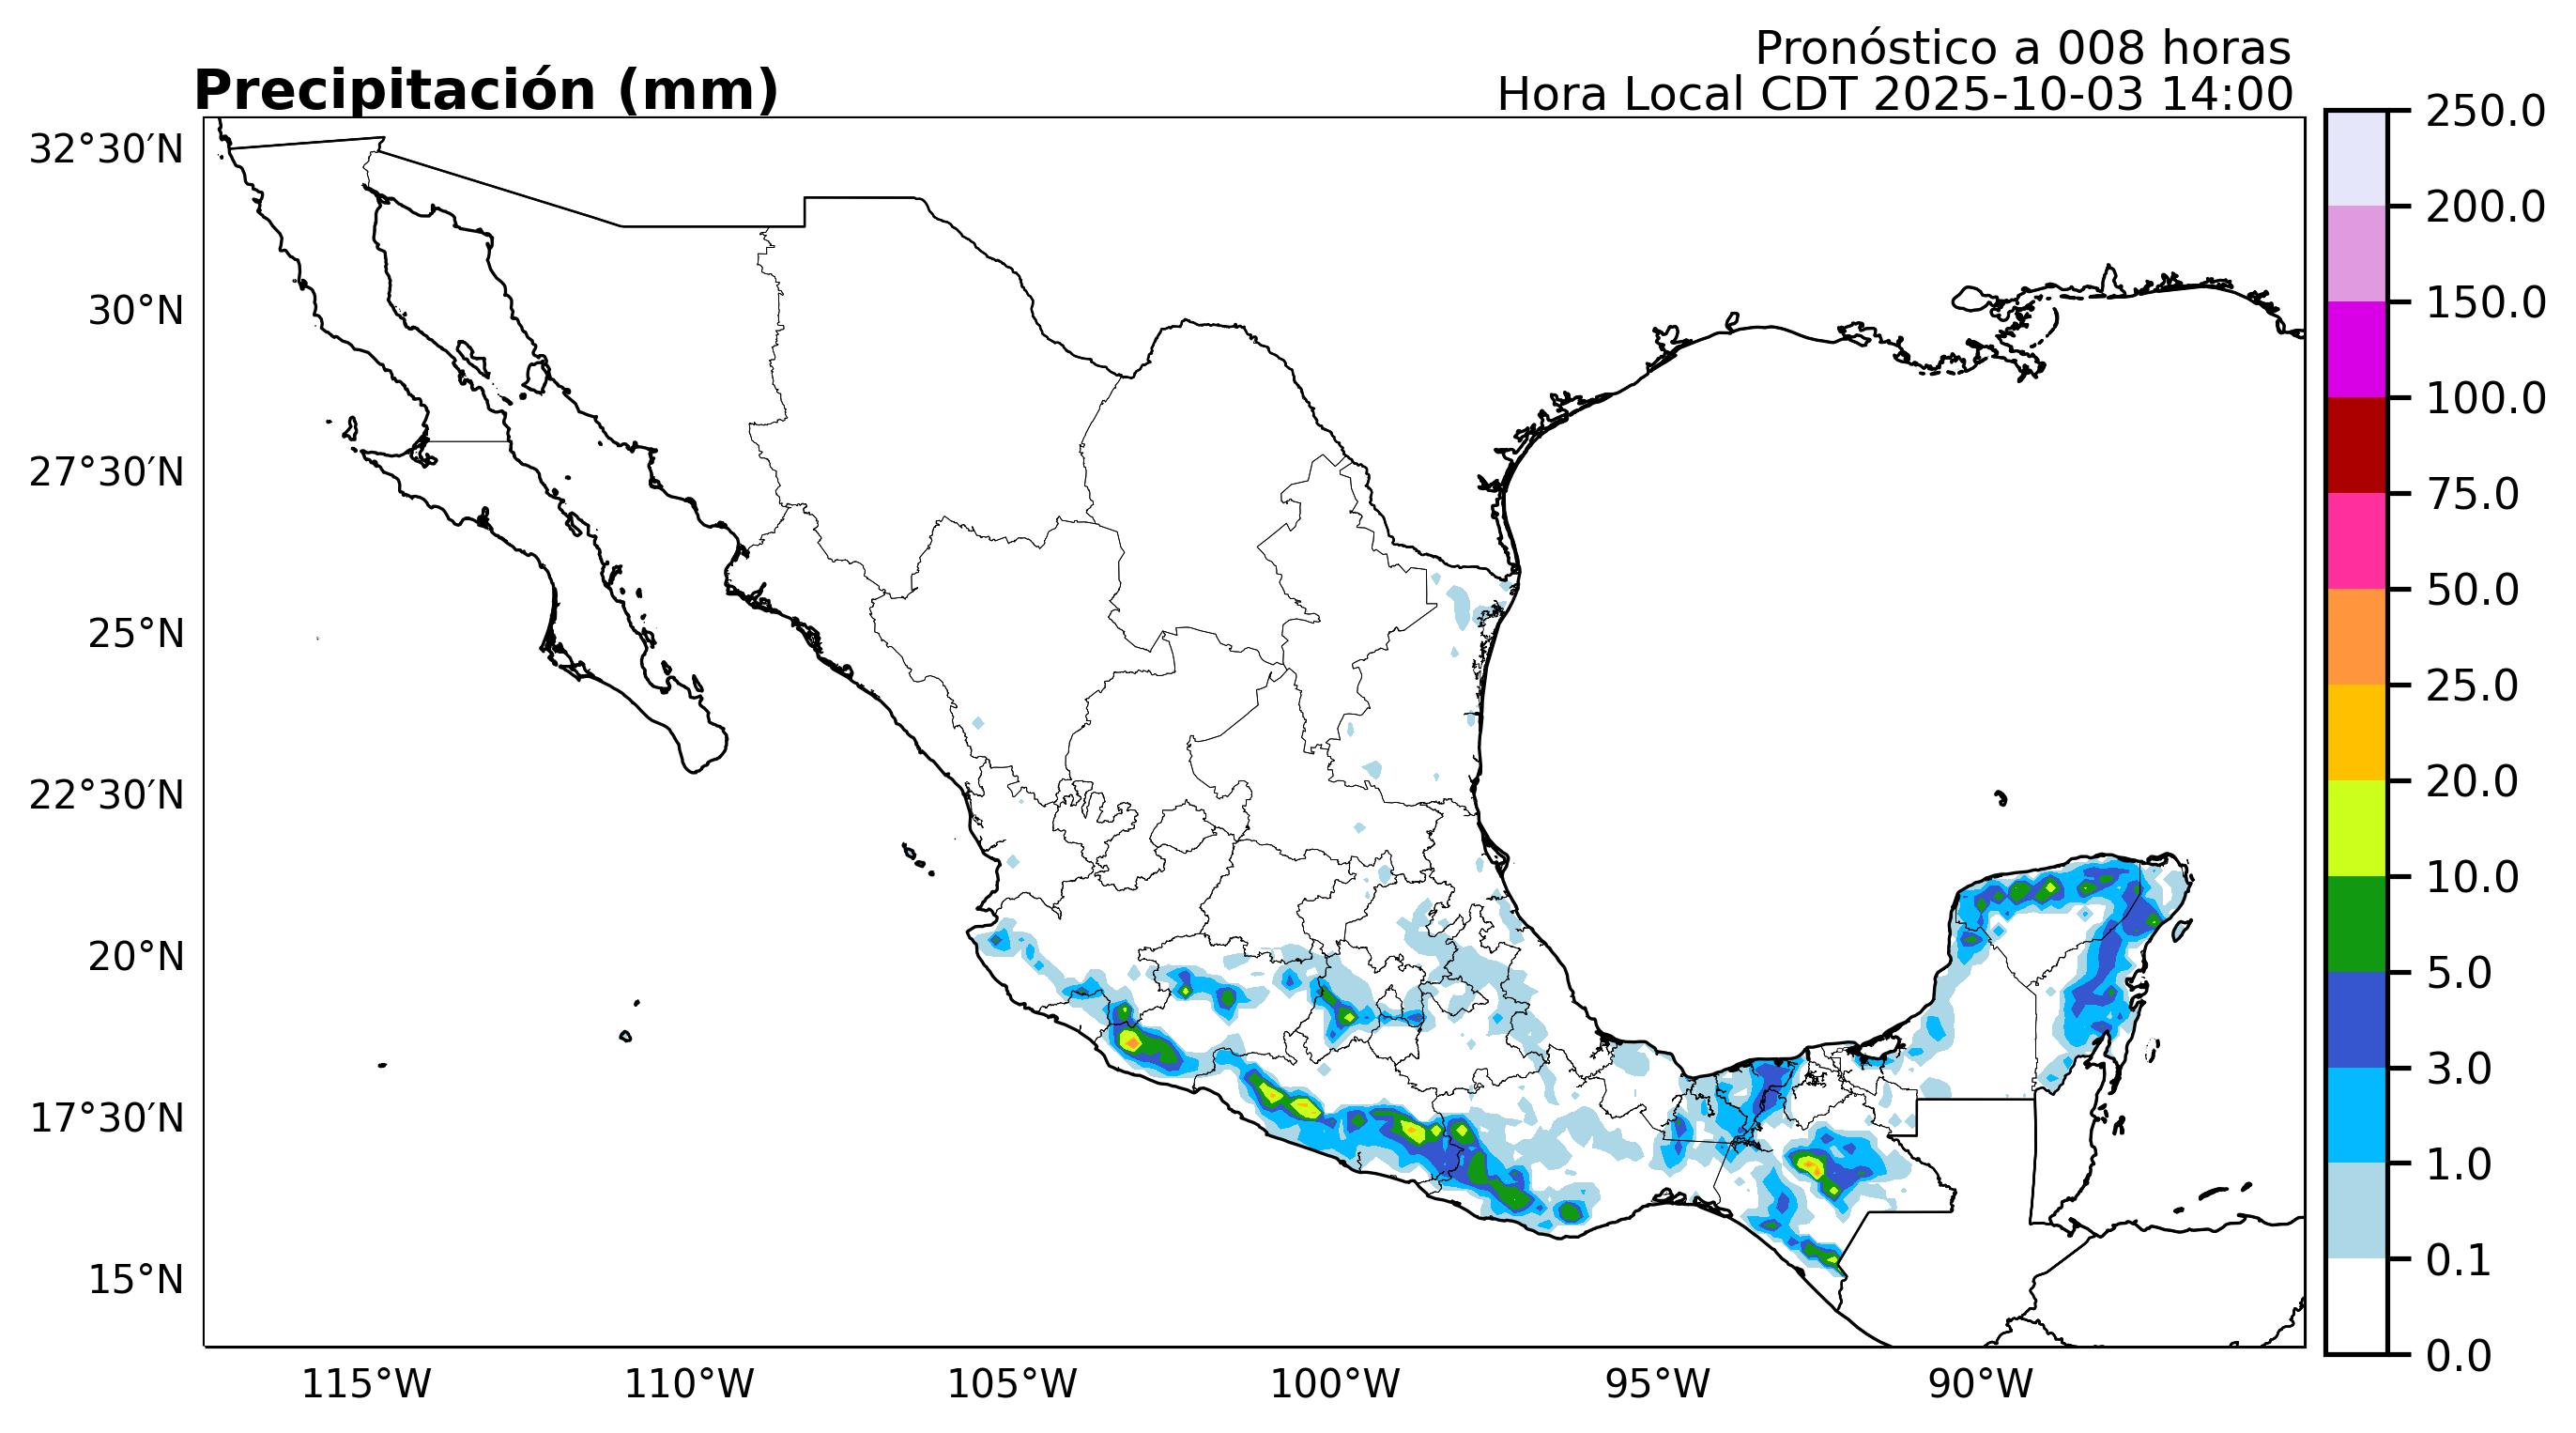 Pronóstico a 008 horas
Precipitación (mm)
Hora Local CDT 2025-10-03 14:00
32°30′N
30°N
27°30′N
25°N
22°30′N
20°N
17°30′N
15°N
115°W
110°W
105°W
100°W
95°W
90°W
250.0
200.0
150.0
100.0
75.0
50.0
25.0
20.0
10.0
5.0
3.0
1.0
0.1
0.0